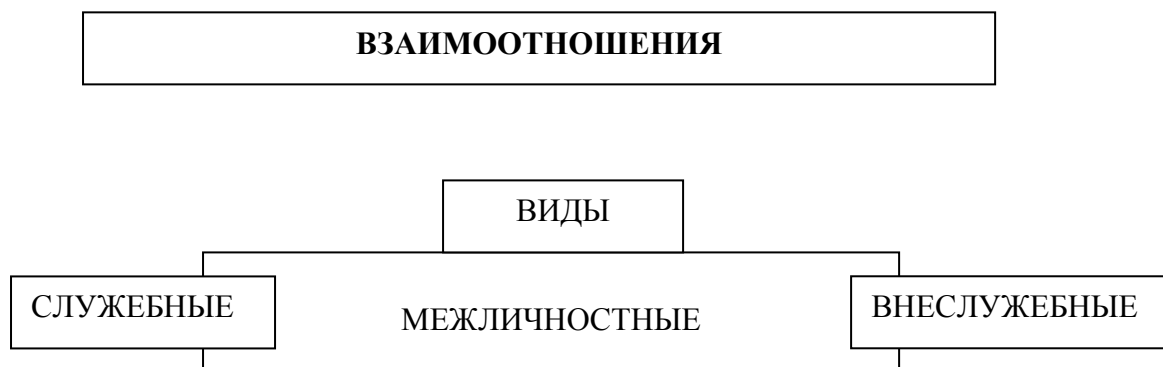 ВЗАИМООТНОШЕНИЯ
ВИДЫ
СЛУЖЕБНЫЕ
МЕЖЛИЧНОСТНЫЕ
ВНЕСЛУЖЕБНЫЕ